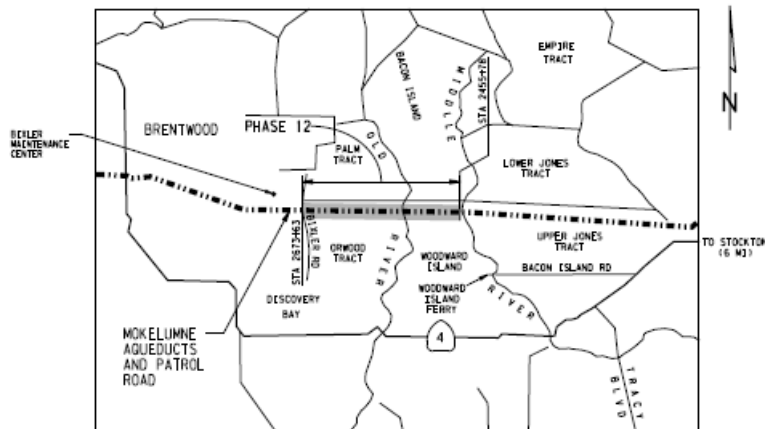 EMPIRE
TRACT
BACON ISLAND
MIDDLE
STA 2455+78
N
BRENTWOOD
PHASE 12
OLD
BIXLER
MAINTENANCE
CENTER
PALM
TRACT
LOWER JONES
TRACT
STA 2673+63
BIXLER RD
ORWOOD
TRACT
RIVER
WOODWARD
ISLAND
UPPER JONES
TRACT
TO STOCKTON
(6 MI)
BACON ISLAND RD
WOODWARD
ISLAND
FERRY
RIVER
DISCOVERY
BAY
MOKELUMNE
AQUEDUCTS
AND PATROL
ROAD
4
TRACY
BLVD